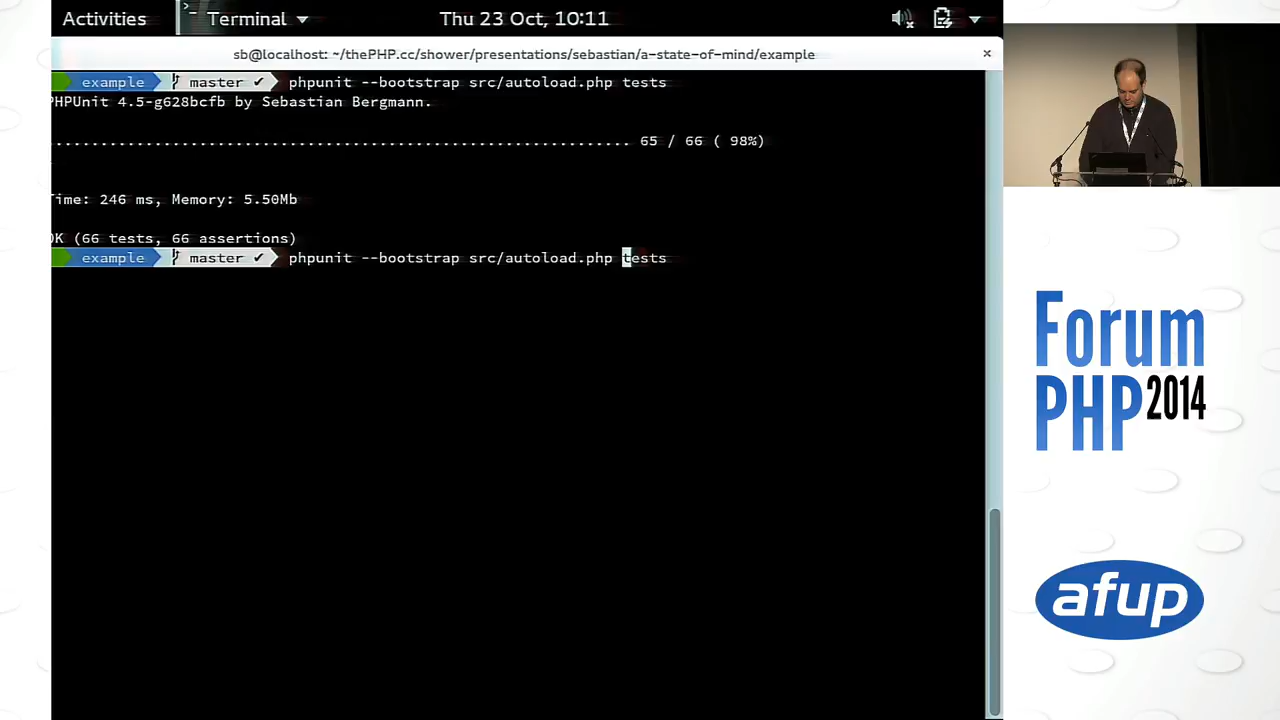 Activities
Terminal
Thu 23 Oct, 10:11
sb@localhost: ~/thePHP.cc/shower/presentations/sebastian/a-state-of-mind/example
×
example master ✔ phpunit --bootstrap src/autoload.php tests
PHPUnit 4.5-g628bcfb by Sebastian Bergmann.
................................................................. 65 / 66 ( 98%)
.
Time: 246 ms, Memory: 5.50Mb
OK (66 tests, 66 assertions)
example master ✔ phpunit --bootstrap src/autoload.php tests
Forum
PHP 2014
afup